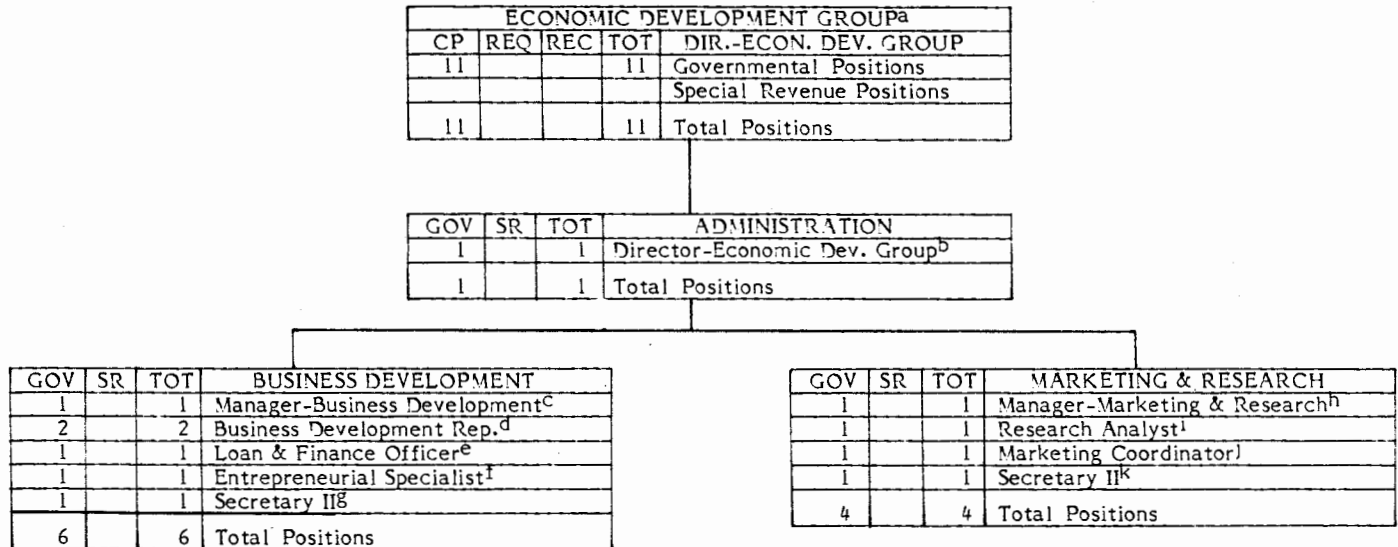 ECONOMIC DEVELOPMENT GROUPa
CP REQ REC TOT DIR.-ECON. DEV. GROUP
11 11 Governmental Positions
Special Revenue Positions
11 11 Total Positions
GOV SR TOT ADMINISTRATION
1 1 Director-Economic Dev. Groupb
1 1 Total Positions
GOV SR TOT BUSINESS DEVELOPMENT
1 1 Manager-Business Developmentc
2 2 Business Development Rep.d
1 1 Loan & Finance Officere
1 1 Entrepreneurial Specialistf
1 1 Secretary IIg
6 6 Total Positions
GOV SR TOT MARKETING & RESEARCH
1 1 Manager-Marketing & Researchh
1 1 Research Analysti
1 1 Marketing Coordinatorj
1 1 Secretary IIk
4 4 Total Positions